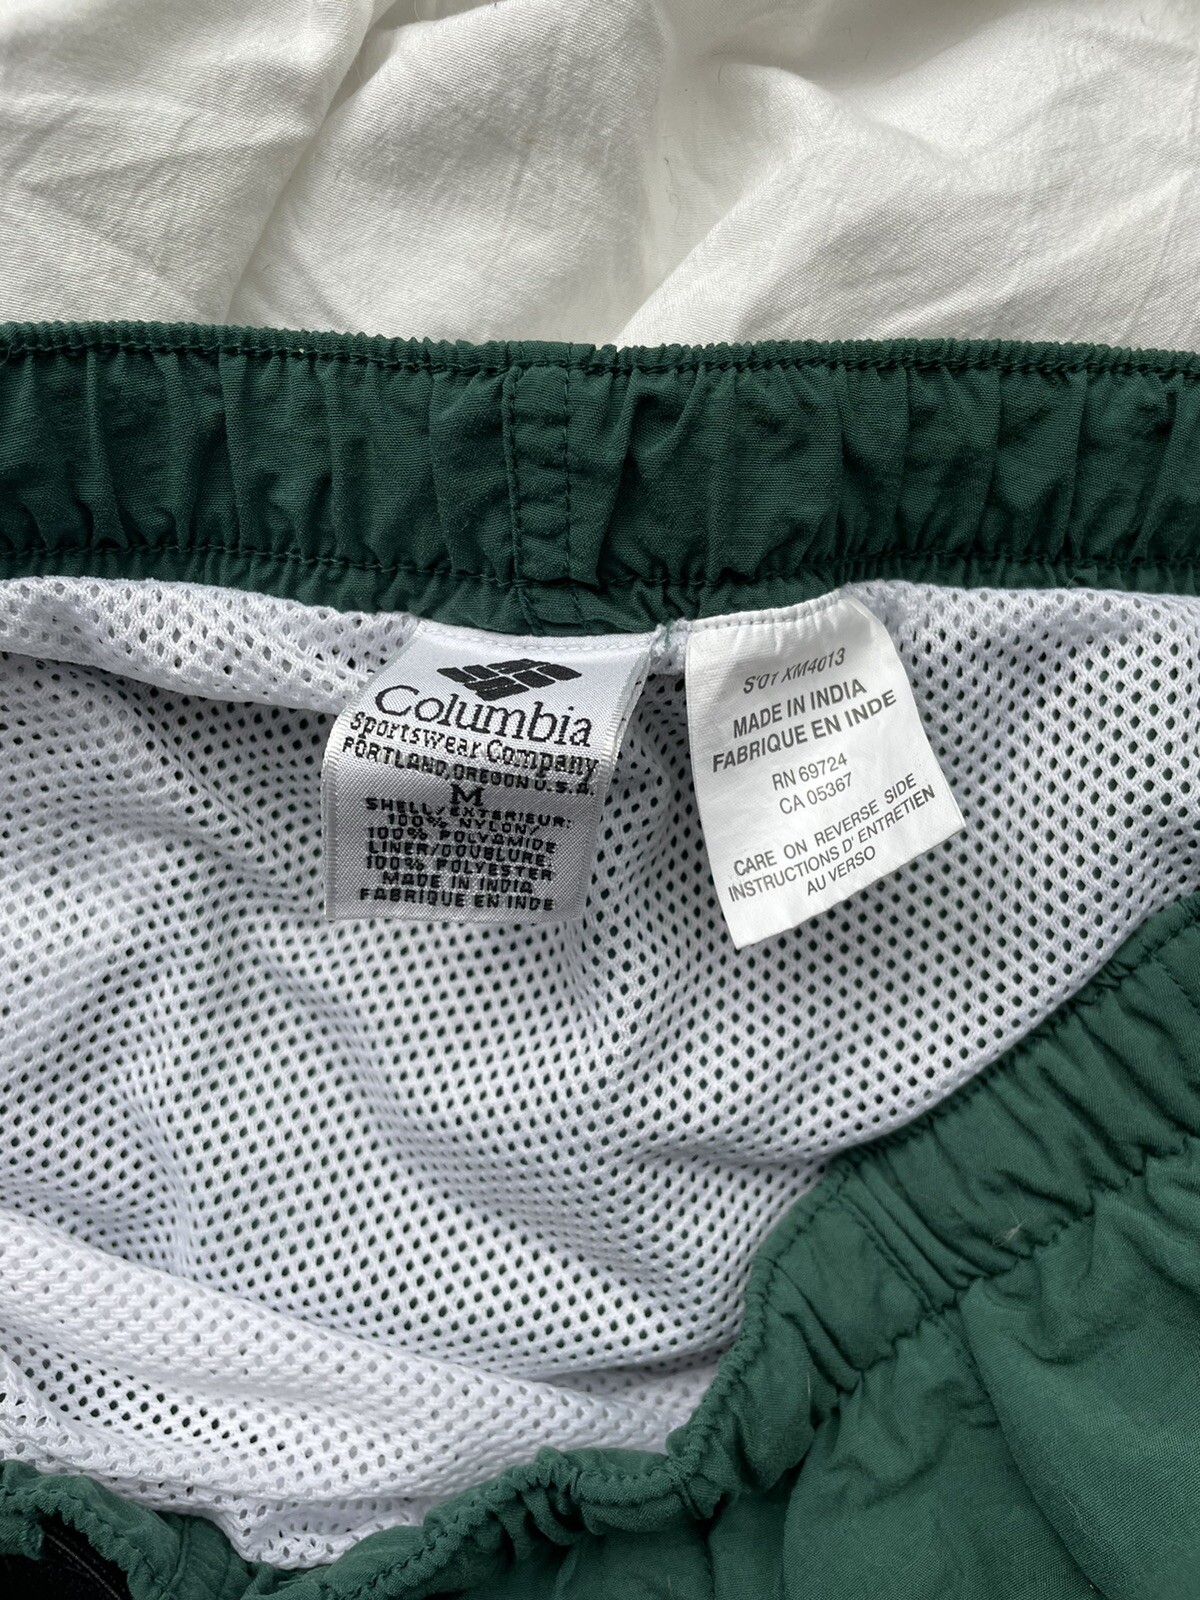 Columbia
Sportswear Company
PORTLAND, OREGON U.S.A.
M
SHELL/EXTERIEUR:
100% NYLON/
100% POLYAMIDE
LINER/DOUBLURE:
100% POLYESTER
MADE IN INDIA
FABRIQUE EN INDE
S'01 XM4013
MADE IN INDIA
FABRIQUE EN INDE
RN 69724
CA 05367
CARE ON REVERSE SIDE
INSTRUCTIONS D' ENTRETIEN
AU VERSO